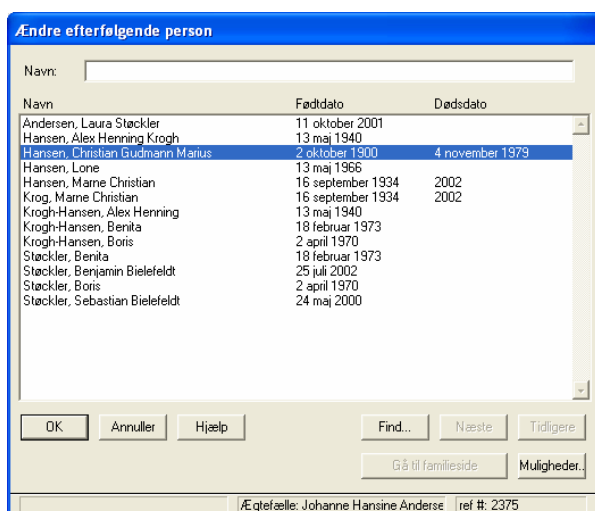 Ændre efterfølgende person
Navn:
Navn Fødtdato Dødsdato
Andersen, Laura Støckler 11 oktober 2001
Hansen, Alex Henning Krogh 13 maj 1940
Hansen, Christian Gudmann Marius 2 oktober 1900 4 november 1979
Hansen, Lone 13 maj 1966
Hansen, Marne Christian 16 september 1934 2002
Krog, Marne Christian 16 september 1934 2002
Krogh-Hansen, Alex Henning 13 maj 1940
Krogh-Hansen, Benita 18 februar 1973
Krogh-Hansen, Boris 2 april 1970
Støckler, Benita 18 februar 1973
Støckler, Benjamin Bielefeldt 25 juli 2002
Støckler, Boris 2 april 1970
Støckler, Sebastian Bielefeldt 24 maj 2000
OK Annuller Hjælp Find... Næste Tidligere
Gå til familieside Muligheder..
Ægtefælle: Johanne Hansine Anderse ref #: 2375